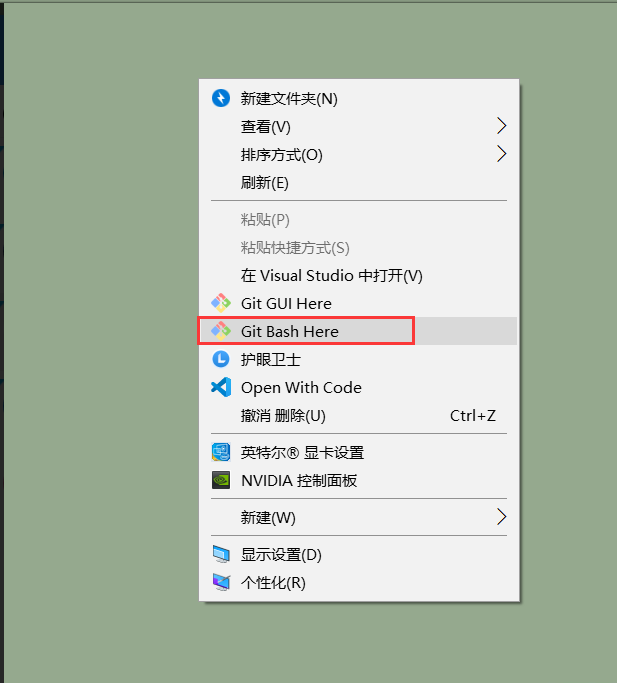 新建文件夹(N)
查看(V)
排序方式(O)
刷新(E)
粘贴(P)
粘贴快捷方式(S)
在 Visual Studio 中打开(V)
Git GUI Here
Git Bash Here
护眼卫士
Open With Code
撤消 删除(U) Ctrl+Z
英特尔® 显卡设置
NVIDIA 控制面板
新建(W)
显示设置(D)
个性化(R)